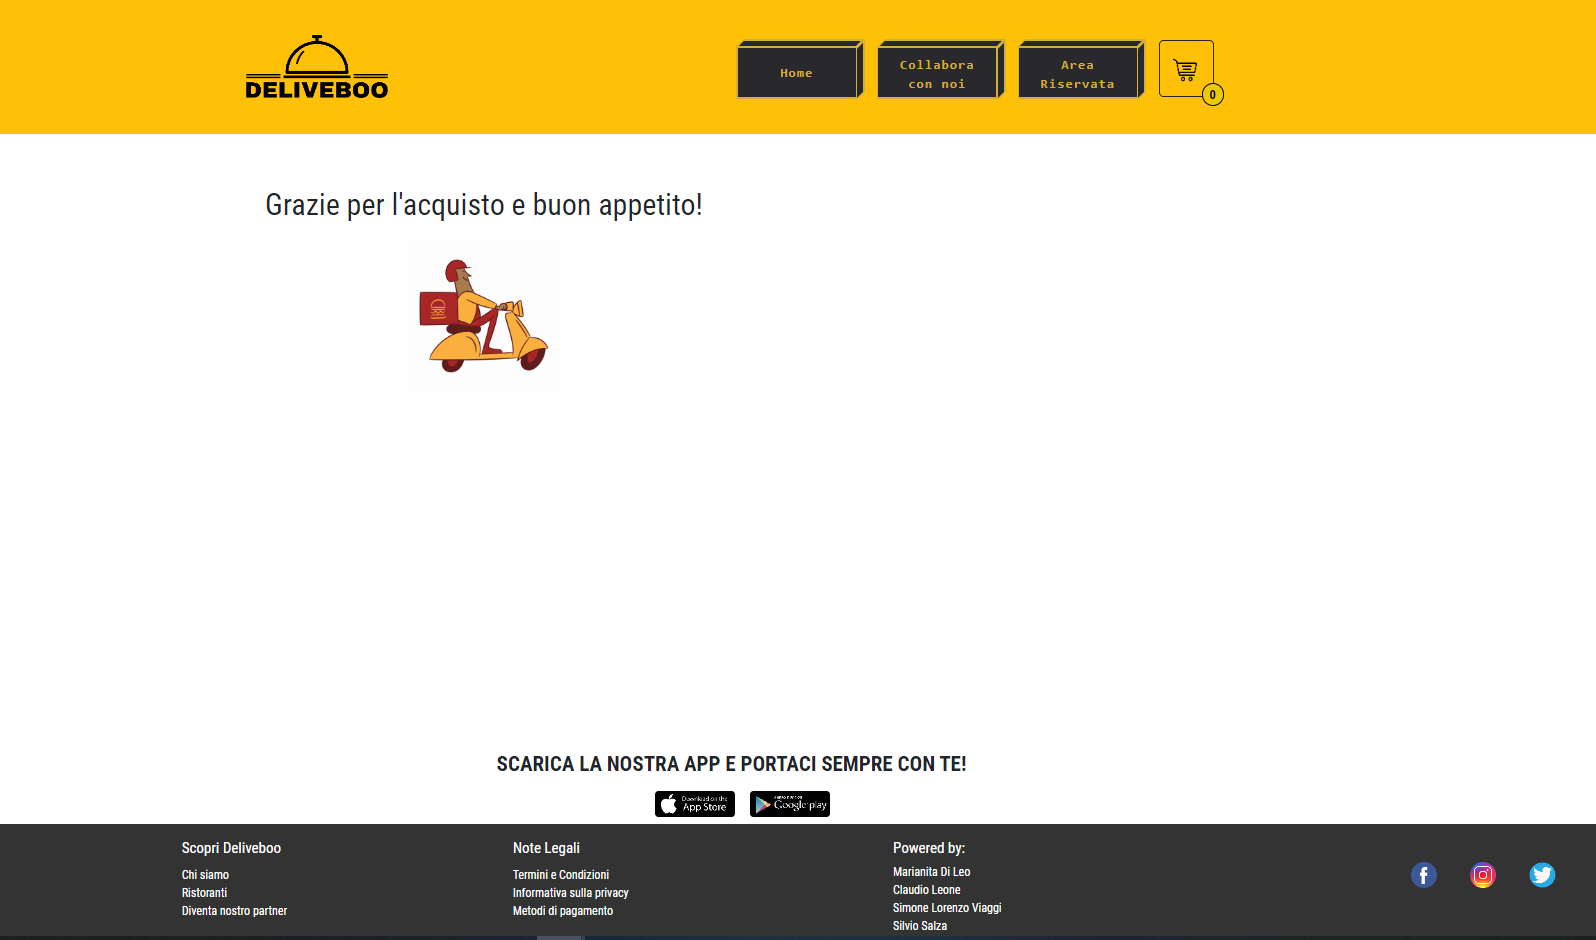 DELIVEBOO
Home
Collabora
con noi
Area
Riservata
0
Grazie per l'acquisto e buon appetito!
SCARICA LA NOSTRA APP E PORTACI SEMPRE CON TE!
Download on the
App Store
Google play
Scopri Deliveboo
Chi siamo
Ristoranti
Diventa nostro partner
Note Legali
Termini e Condizioni
Informativa sulla privacy
Metodi di pagamento
Powered by:
Marianita Di Leo
Claudio Leone
Simone Lorenzo Viaggi
Silvio Salza